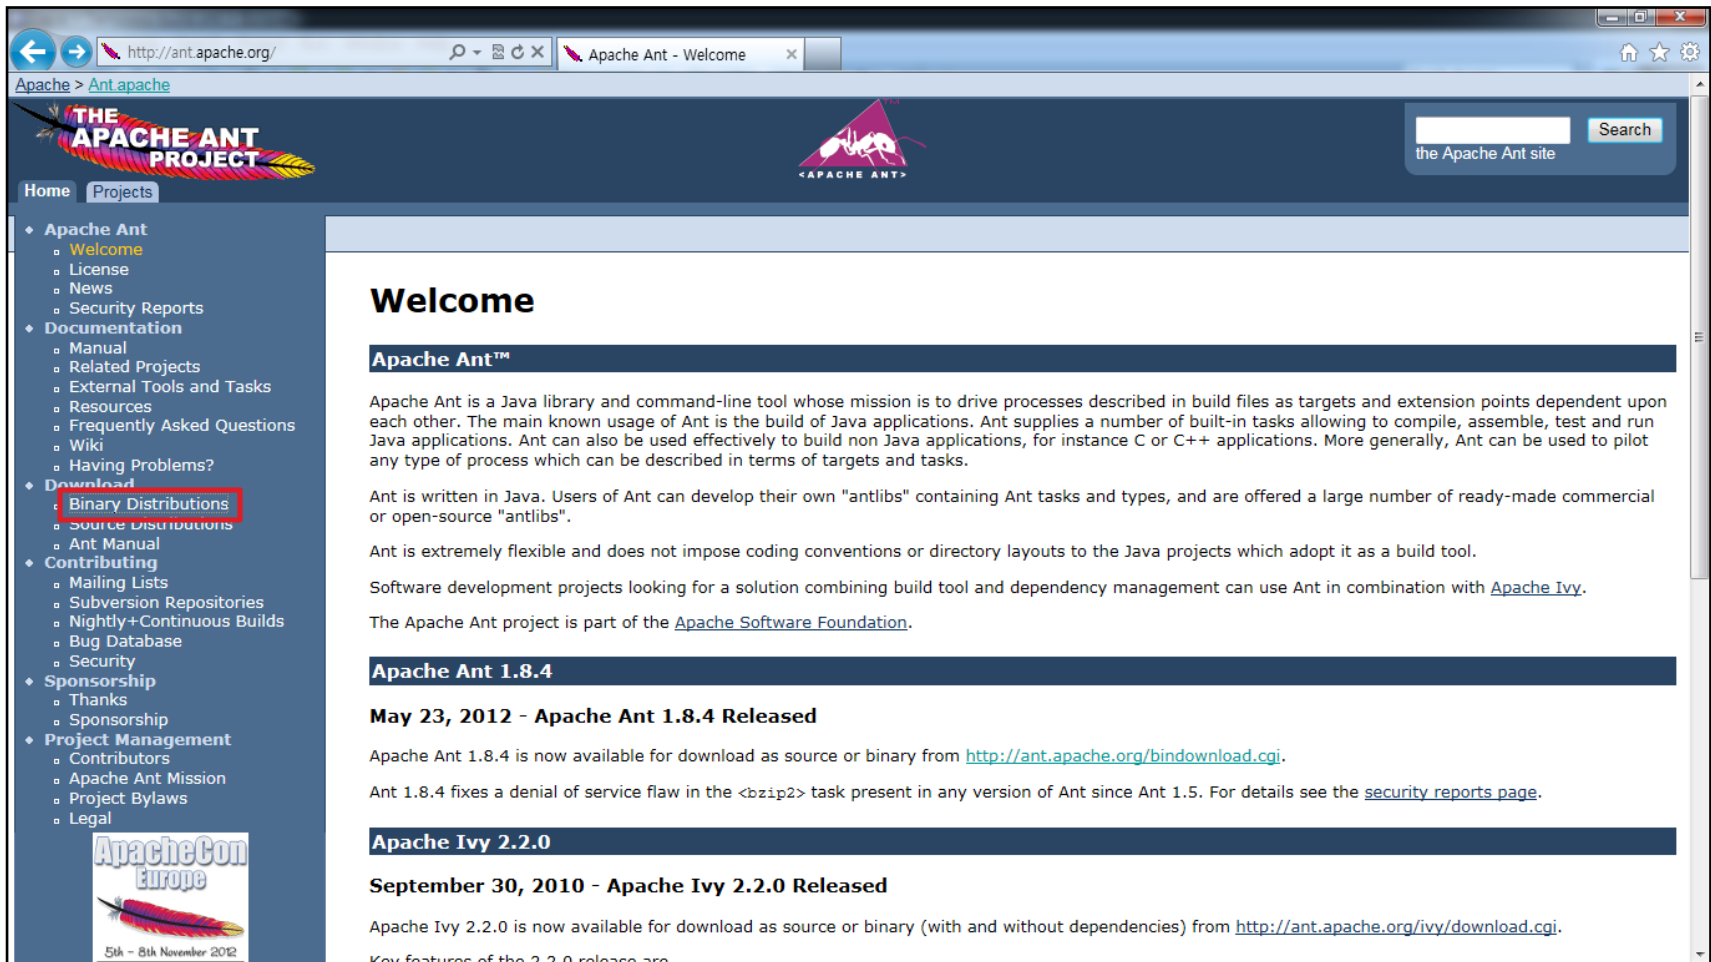 http://ant.apache.org/
Apache Ant - Welcome
Apache > Ant.apache
THE
APACHE ANT
PROJECT
TM
<APACHE ANT>
Search
the Apache Ant site
Home
Projects
Apache Ant
Welcome
License
News
Security Reports
Documentation
Manual
Related Projects
External Tools and Tasks
Resources
Frequently Asked Questions
Wiki
Having Problems?
Download
Binary Distributions
Source Distributions
Ant Manual
Contributing
Mailing Lists
Subversion Repositories
Nightly+Continuous Builds
Bug Database
Security
Sponsorship
Thanks
Sponsorship
Project Management
Contributors
Apache Ant Mission
Project Bylaws
Legal
ApacheCon
Europe
5th - 8th November 2012
Welcome
Apache Ant™
Apache Ant is a Java library and command-line tool whose mission is to drive processes described in build files as targets and extension points dependent upon
each other. The main known usage of Ant is the build of Java applications. Ant supplies a number of built-in tasks allowing to compile, assemble, test and run
Java applications. Ant can also be used effectively to build non Java applications, for instance C or C++ applications. More generally, Ant can be used to pilot
any type of process which can be described in terms of targets and tasks.
Ant is written in Java. Users of Ant can develop their own "antlibs" containing Ant tasks and types, and are offered a large number of ready-made commercial
or open-source "antlibs".
Ant is extremely flexible and does not impose coding conventions or directory layouts to the Java projects which adopt it as a build tool.
Software development projects looking for a solution combining build tool and dependency management can use Ant in combination with Apache Ivy.
The Apache Ant project is part of the Apache Software Foundation.
Apache Ant 1.8.4
May 23, 2012 - Apache Ant 1.8.4 Released
Apache Ant 1.8.4 is now available for download as source or binary from http://ant.apache.org/bindownload.cgi.
Ant 1.8.4 fixes a denial of service flaw in the <bzip2> task present in any version of Ant since Ant 1.5. For details see the security reports page.
Apache Ivy 2.2.0
September 30, 2010 - Apache Ivy 2.2.0 Released
Apache Ivy 2.2.0 is now available for download as source or binary (with and without dependencies) from http://ant.apache.org/ivy/download.cgi.
Key features of the 2.2.0 release are